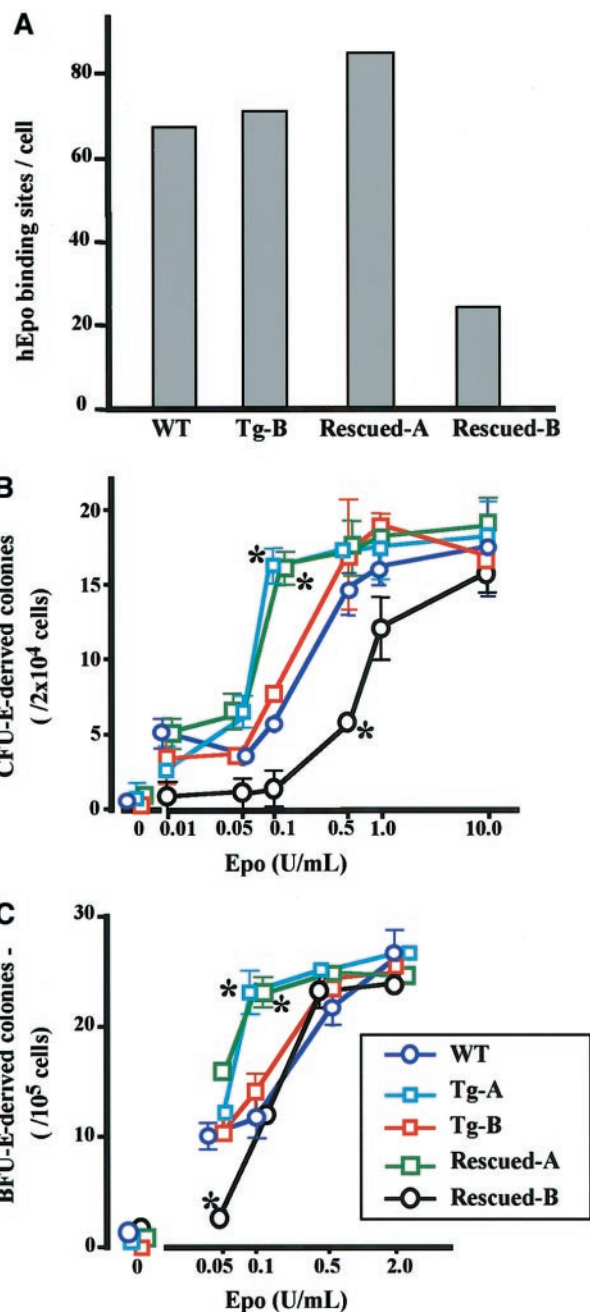 A
hEpo binding sites / cell
80
60
40
20
0
WT Tg-B Rescued-A Rescued-B
B
CFU-E-derived colonies
( /2x10⁴ cells)
20
15
10
5
0
*
*
*
0 0.01 0.05 0.1 0.5 1.0 10.0
Epo (U/mL)
C
BFU-E-derived colonies -
( /10⁵ cells)
30
20
10
0
*
*
*
WT
Tg-A
Tg-B
Rescued-A
Rescued-B
0 0.05 0.1 0.5 2.0
Epo (U/mL)